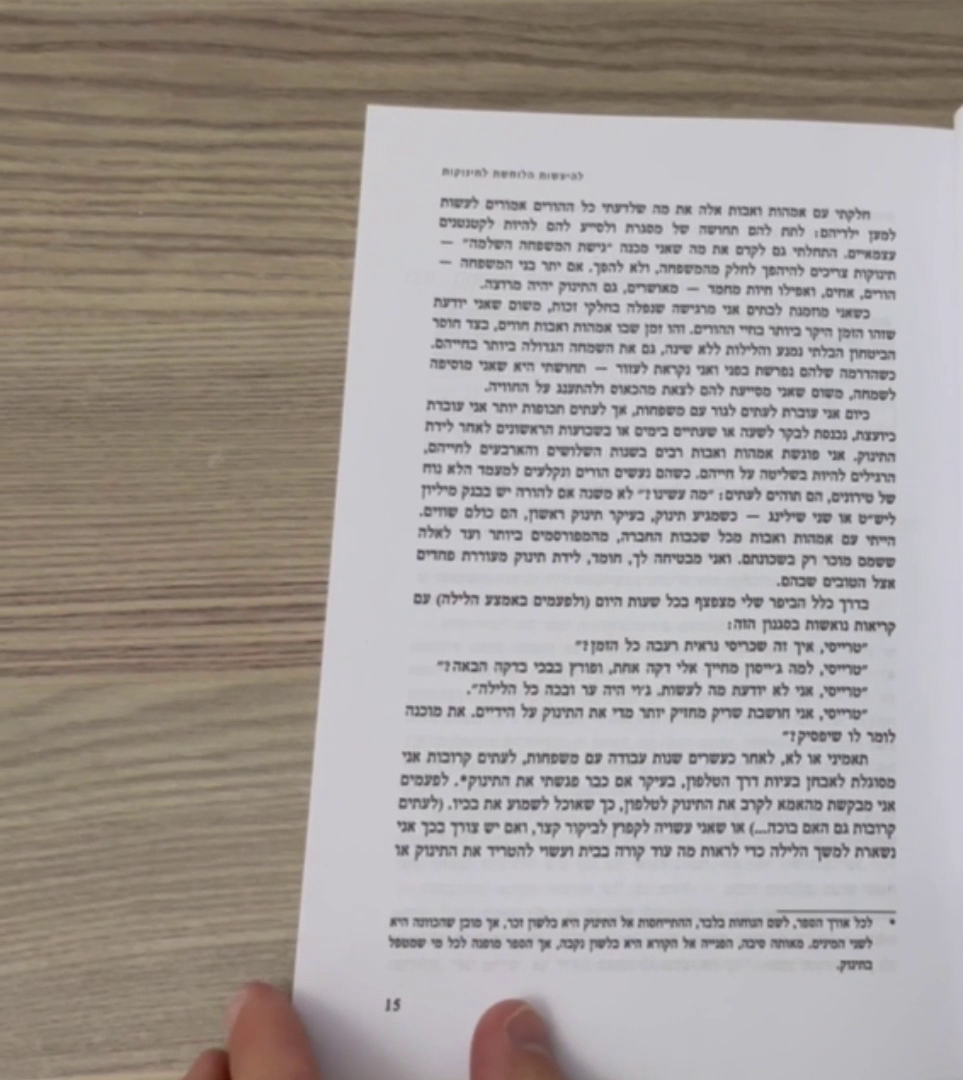 להיעשות הלוחשת לתינוקות
חלקתי עם אמהות ואבות אלה את מה שלדעתי כל ההורים אמורים לעשות
למען ילדיהם: לתת להם תחושה של מסגרת ולסייע להם להיות לקטנטנים
עצמאיים. התחלתי גם לקדם את מה שאני מכנה "גישת המשפחה השלמה" —
תינוקות צריכים להיהפך לחלק מהמשפחה, ולא להפך. אם יתר בני המשפחה —
הורים, אחים, ואפילו חיות מחמד — מאושרים, גם התינוק יהיה מרוצה.
כשאני מוזמנת לבתים אני מרגישה שנפלה בחלקי זכות, משום שאני יודעת
שזהו הזמן היקר ביותר בחיי ההורים. זהו זמן שבו אמהות ואבות חווים, בצד חוסר
הביטחון הבלתי נמנע והלילות ללא שינה, גם את השמחה הגדולה ביותר בחייהם.
כשהדרמה שלהם נפרשת בפני ואני נקראת לעזור — תחושתי היא שאני מוסיפה
לשמחה, משום שאני מסייעת להם לצאת מהכאוס ולהתענג על החוויה.
כיום אני עוברת לעתים לגור עם משפחות, אך לעתים תכופות יותר אני עובדת
כיועצת, נכנסת לבקר לשעה או שעתיים בימים או בשבועות הראשונים לאחר לידת
התינוק. אני פוגשת אמהות ואבות רבים בשנות השלושים והארבעים לחייהם,
הרגילים להיות בשליטה על חייהם. כשהם נעשים הורים ונקלעים למעמד הלא נוח
של טירונים, הם תוהים לעתים: "מה עשינו?" לא משנה אם להורה יש בבנק מיליון
ליש"ט או שני שילינג — כשמגיע תינוק, בעיקר תינוק ראשון, הם כולם שווים.
הייתי עם אמהות ואבות מכל שכבות החברה, מהמפורסמים ביותר ועד לאלה
ששמם מוכר רק בשכונתם. ואני מבטיחה לך, חומד, לידת תינוק מעוררת פחדים
אצל הטובים שבהם.
בדרך כלל הביפר שלי מצפצף בכל שעות היום (ולפעמים באמצע הלילה) עם
קריאות נואשות בסגנון הזה:
"טרייסי, איך זה שכריסי נראית רעבה כל הזמן?"
"טרייסי, למה ג'ייסון מחייך אלי דקה אחת, ופורץ בבכי בדקה הבאה?"
"טרייסי, אני לא יודעת מה לעשות. ג'וי היה ער ובכה כל הלילה".
"טרייסי, אני חושבת שריק מחזיק יותר מדי את התינוק על הידיים. את מוכנה
לומר לו שיפסיק?"
תאמיני או לא, לאחר כעשרים שנות עבודה עם משפחות, לעתים קרובות אני
מסוגלת לאבחן בעיות דרך הטלפון, בעיקר אם כבר פגשתי את התינוק*. לפעמים
אני מבקשת מהאמא לקרב את התינוק לטלפון, כך שאוכל לשמוע את בכיו. (לעתים
קרובות גם האם בוכה...) או שאני עשויה לקפוץ לביקור קצר, ואם יש צורך בכך אני
נשארת למשך הלילה כדי לראות מה עוד קורה בבית ועשוי להטריד את התינוק או
* לכל אורך הספר, לשם הנוחות בלבד, ההתייחסות אל התינוק היא בלשון זכר, אך מובן שהכוונה היא
לשני המינים. מאותה סיבה, הפנייה אל הקורא היא בלשון נקבה, אך הספר מופנה לכל מי שמטפל
בתינוק.
15